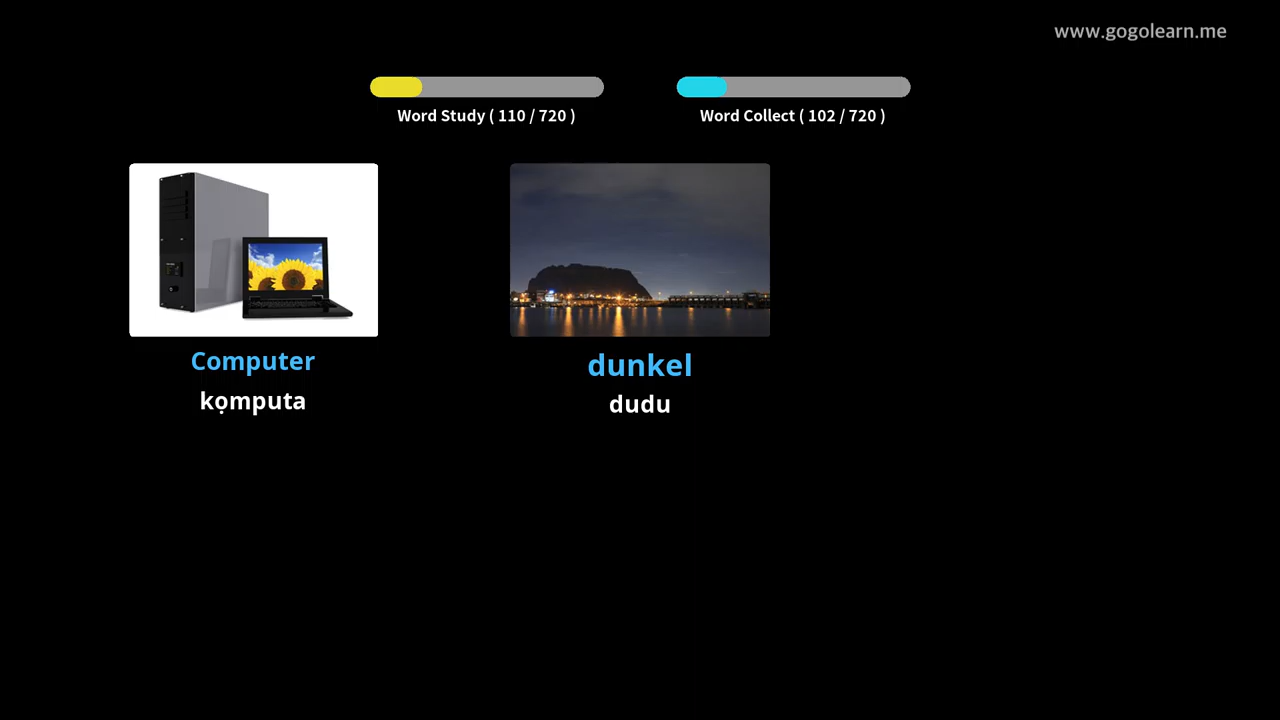 www.gogolearn.me
Word Study ( 110 / 720 )
Word Collect ( 102 / 720 )
Computer
kọmputa
dunkel
dudu